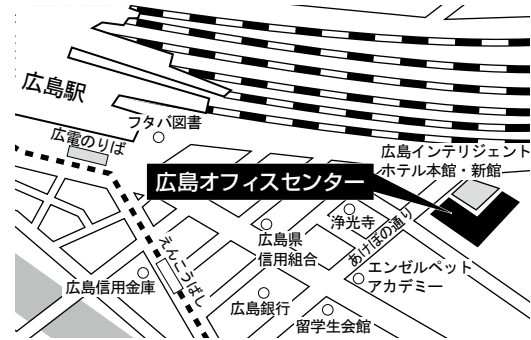 広島駅
フタバ図書
広電のりば
広島インテリジェント
ホテル本館・新館
広島オフィスセンター
浄光寺
広島県
信用組合
あけぼの通り
えんこうばし
エンゼルペット
アカデミー
広島信用金庫
広島銀行
留学生会館